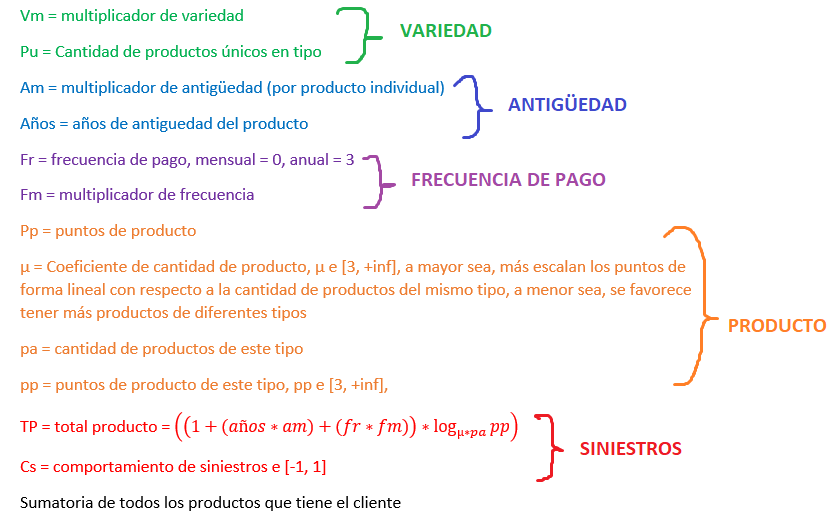 Vm = multiplicador de variedad
VARIEDAD
Pu = Cantidad de productos únicos en tipo
Am = multiplicador de antigüedad (por producto individual)
ANTIGÜEDAD
Años = años de antiguedad del producto
Fr = frecuencia de pago, mensual = 0, anual = 3
FRECUENCIA DE PAGO
Fm = multiplicador de frecuencia
Pp = puntos de producto
μ = Coeficiente de cantidad de producto, μ e [3, +inf], a mayor sea, más escalan los puntos de
forma lineal con respecto a la cantidad de productos del mismo tipo, a menor sea, se favorece
tener más productos de diferentes tipos
PRODUCTO
pa = cantidad de productos de este tipo
pp = puntos de producto de este tipo, pp e [3, +inf],
TP = total producto = ((1 + (años * am) + (fr * fm)) * log_{μ*pa} pp)
SINIESTROS
Cs = comportamiento de siniestros e [-1, 1]
Sumatoria de todos los productos que tiene el cliente